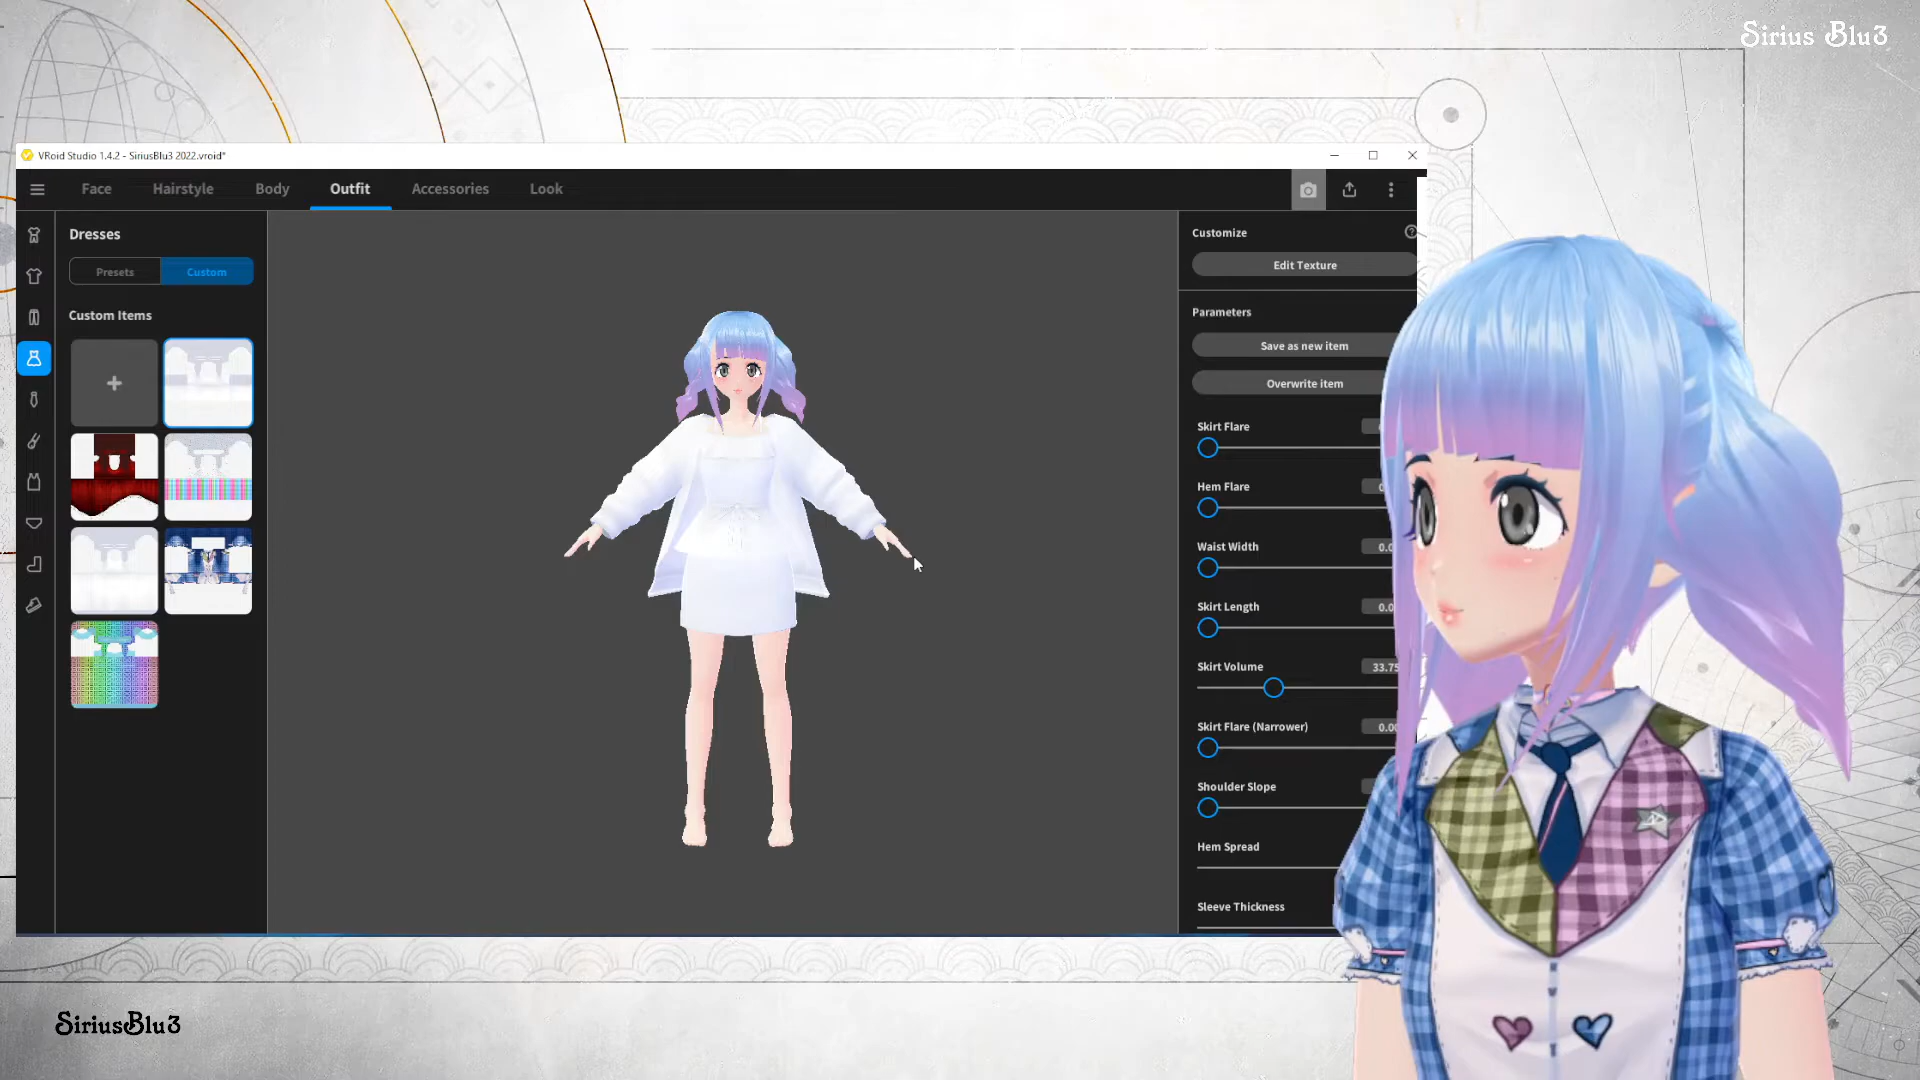 Sirius Blu3
VRoid Studio 1.4.2 - SiriusBlu3 2022.vroid*
Face
Hairstyle
Body
Outfit
Accessories
Look
Dresses
Presets
Custom
Custom Items
Customize
Edit Texture
Parameters
Save as new item
Overwrite item
Skirt Flare
Hem Flare
Waist Width
Skirt Length
Skirt Volume
33.75
Skirt Flare (Narrower)
Shoulder Slope
Hem Spread
Sleeve Thickness
SiriusBlu3